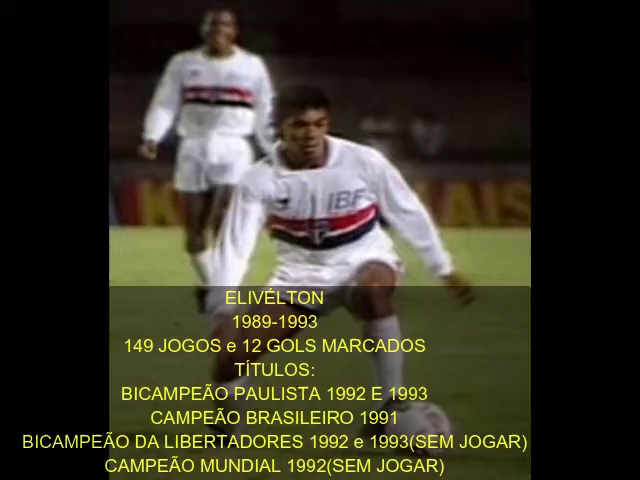 IBF
ELIVÉLTON
1989-1993
149 JOGOS e 12 GOLS MARCADOS
TÍTULOS:
BICAMPEÃO PAULISTA 1992 E 1993
CAMPEÃO BRASILEIRO 1991
BICAMPEÃO DA LIBERTADORES 1992 e 1993(SEM JOGAR)
CAMPEÃO MUNDIAL 1992(SEM JOGAR)